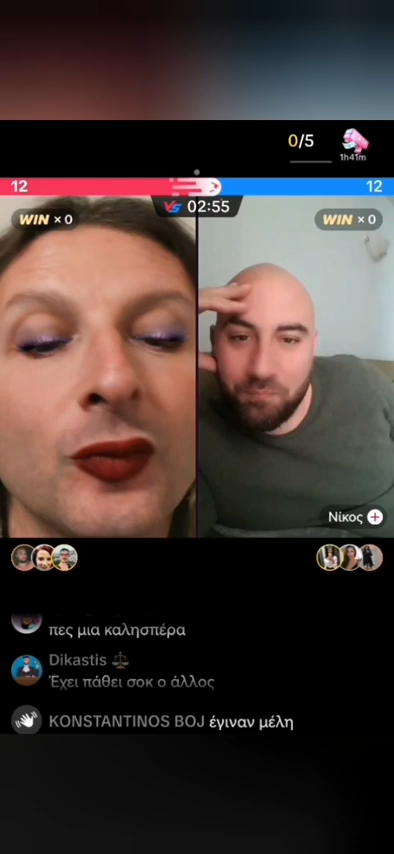 0/5
1h41m
12
12
VS 02:55
WIN × 0
WIN × 0
Νίκος
πες μια καλησπέρα
Dikastis
Έχει πάθει σοκ ο άλλος
KONSTANTINOS BOJ έγιναν μέλη